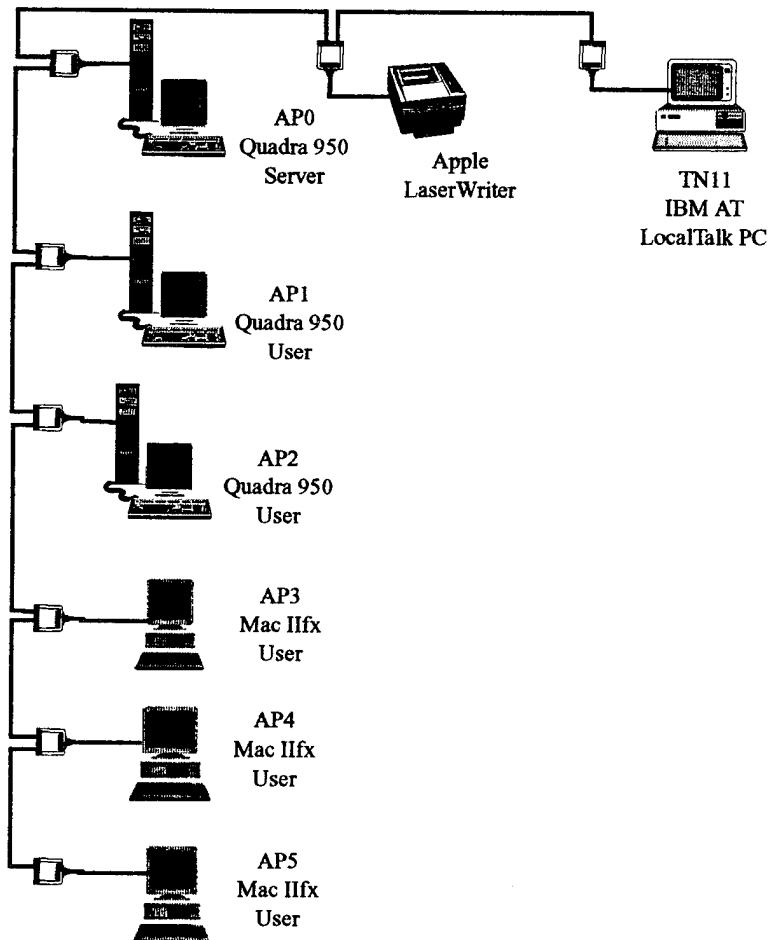 AP0
Quadra 950
Server
Apple
LaserWriter
TN11
IBM AT
LocalTalk PC
AP1
Quadra 950
User
AP2
Quadra 950
User
AP3
Mac IIfx
User
AP4
Mac IIfx
User
AP5
Mac IIfx
User